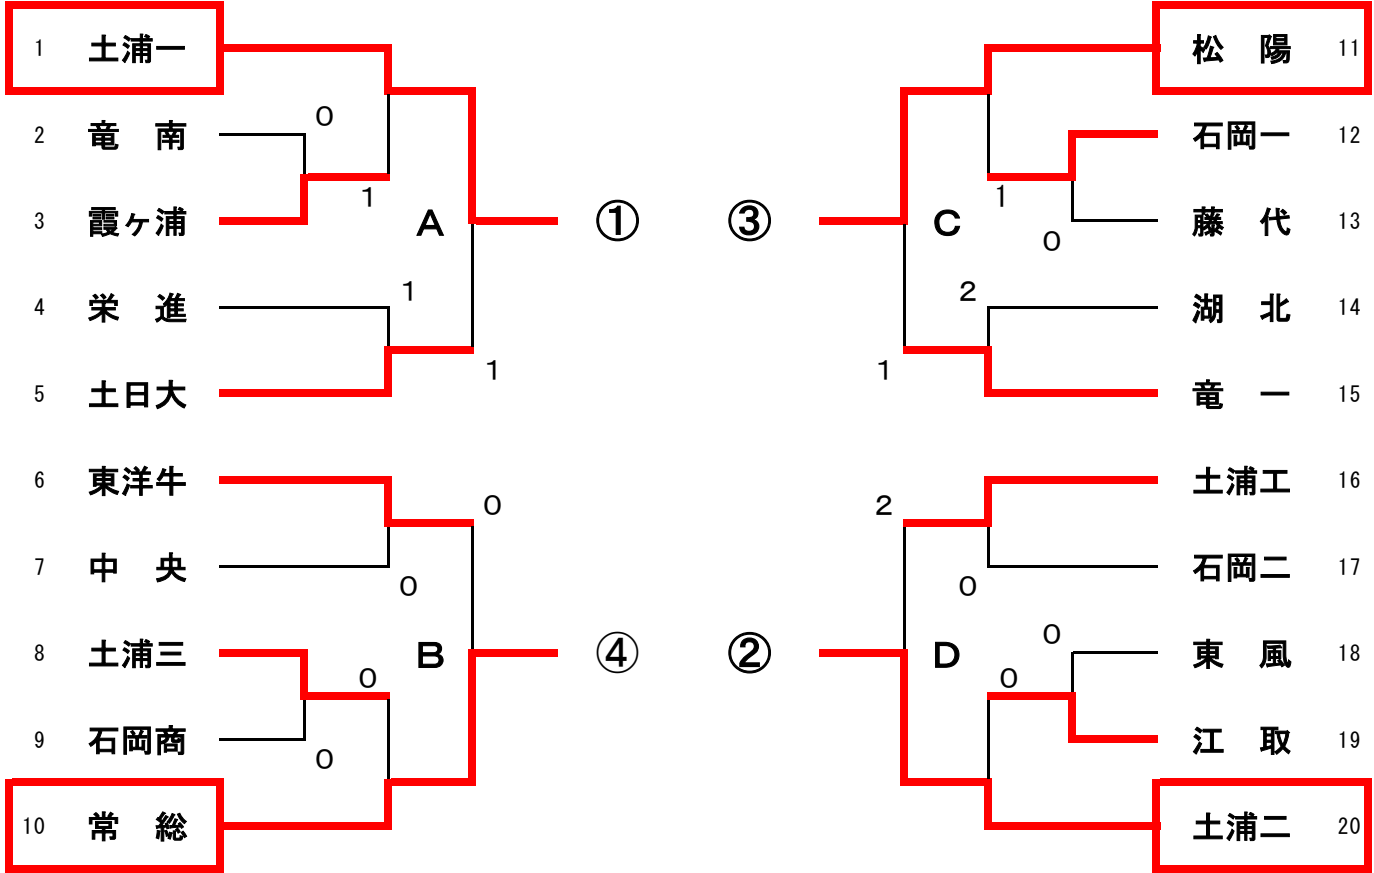 1 土浦一
2 竜　南
0
3 霞ヶ浦
1
A
①
4 栄　進
1
5 土日大
1
6 東洋牛
0
7 中　央
0
8 土浦三
0
B
④
9 石岡商
0
10 常　総
松　陽 11
石岡一 12
1
③
C
藤　代 13
0
2
湖　北 14
1
竜　一 15
土浦工 16
2
0
石岡二 17
0
②
D
東　風 18
0
江　取 19
土浦二 20